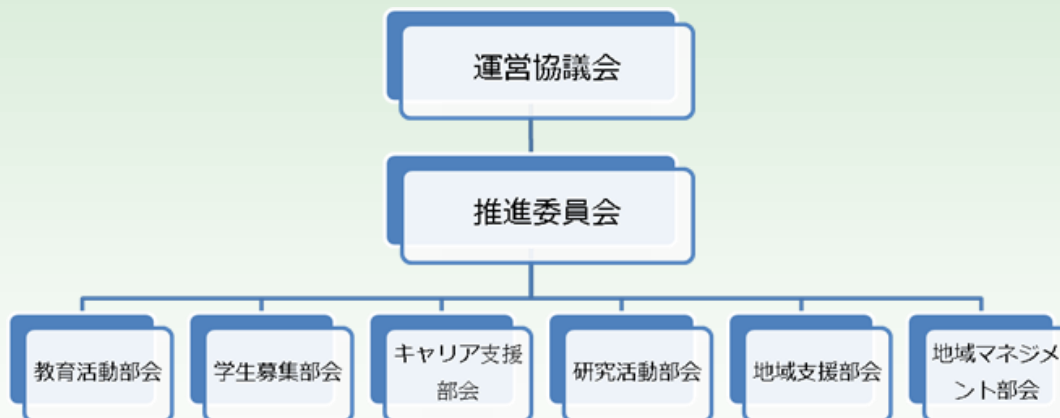 運営協議会
推進委員会
教育活動部会
学生募集部会
キャリア支援
部会
研究活動部会
地域支援部会
地域マネジメ
ント部会